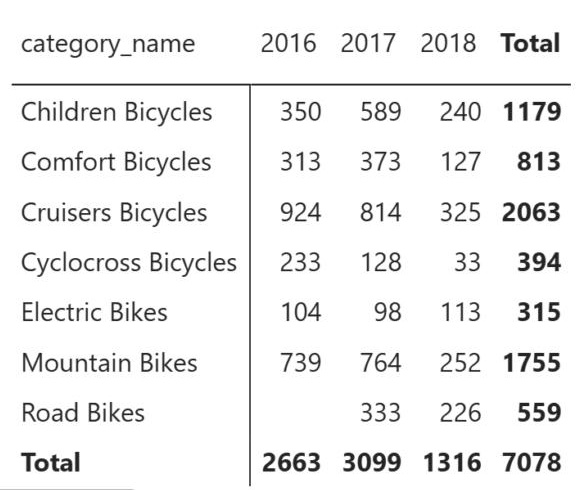 category_name 2016 2017 2018 Total
Children Bicycles 350 589 240 1179
Comfort Bicycles 313 373 127 813
Cruisers Bicycles 924 814 325 2063
Cyclocross Bicycles 233 128 33 394
Electric Bikes 104 98 113 315
Mountain Bikes 739 764 252 1755
Road Bikes 333 226 559
Total 2663 3099 1316 7078